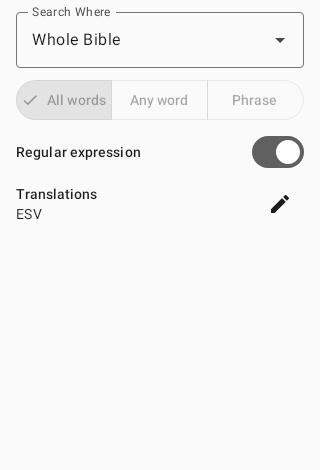 Search Where
Whole Bible
All words
Any word
Phrase
Regular expression
Translations
ESV